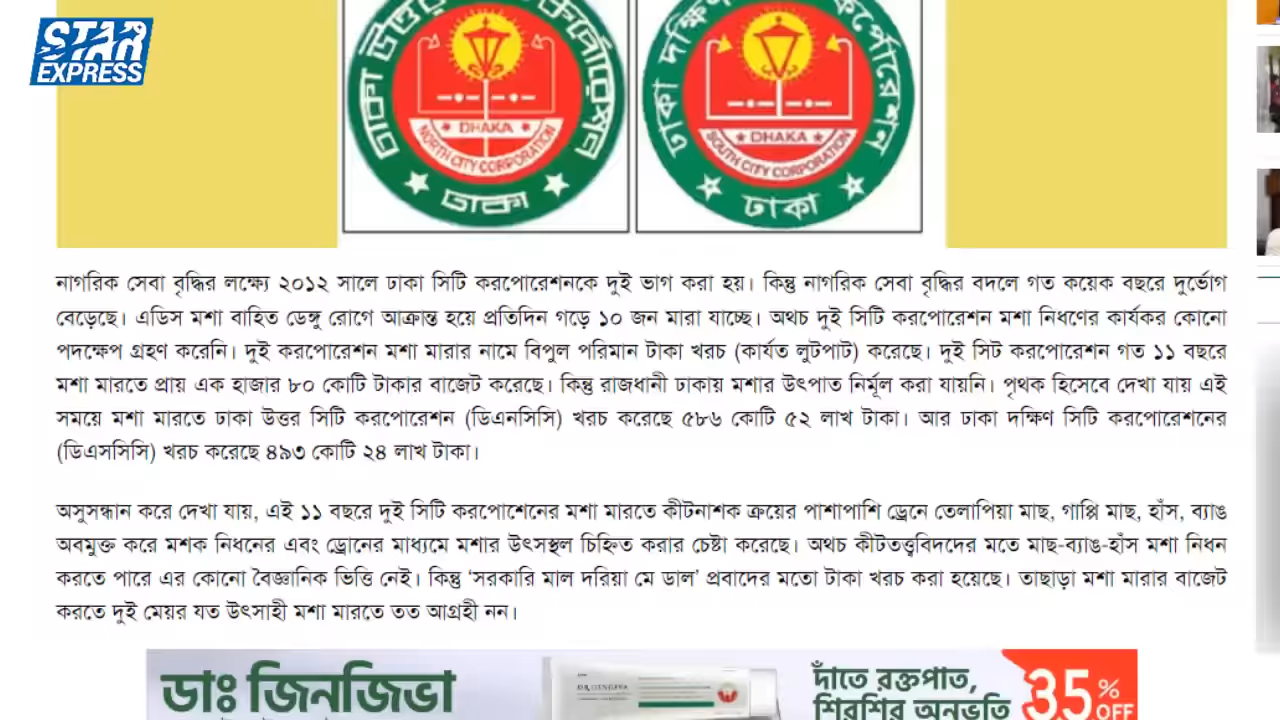 STAR
EXPRESS
ঢাকা উত্তর
DHAKA
NORTH CITY CORPORATION
ঢাকা
ঢাকা দক্ষিণ
DHAKA
SOUTH CITY CORPORATION
ঢাকা
নাগরিক সেবা বৃদ্ধির লক্ষ্যে ২০১২ সালে ঢাকা সিটি করপোরেশনকে দুই ভাগ করা হয়। কিন্তু নাগরিক সেবা বৃদ্ধির বদলে গত কয়েক বছরে দুর্ভোগ
বেড়েছে। এডিস মশা বাহিত ডেঙ্গু রোগে আক্রান্ত হয়ে প্রতিদিন গড়ে ১০ জন মারা যাচ্ছে। অথচ দুই সিটি করপোরেশন মশা নিধণের কার্যকর কোনো
পদক্ষেপ গ্রহণ করেনি। দুই করপোরেশন মশা মারার নামে বিপুল পরিমান টাকা খরচ (কার্যত লুটপাট) করেছে। দুই সিট করপোরেশন গত ১১ বছরে
মশা মারতে প্রায় এক হাজার ৮০ কোটি টাকার বাজেট করেছে। কিন্তু রাজধানী ঢাকায় মশার উৎপাত নির্মূল করা যায়নি। পৃথক হিসেবে দেখা যায় এই
সময়ে মশা মারতে ঢাকা উত্তর সিটি করপোরেশন (ডিএনসিসি) খরচ করেছে ৫৮৬ কোটি ৫২ লাখ টাকা। আর ঢাকা দক্ষিণ সিটি করপোরেশনের
(ডিএসসিসি) খরচ করেছে ৪৯৩ কোটি ২৪ লাখ টাকা।
অসুসন্ধান করে দেখা যায়, এই ১১ বছরে দুই সিটি করপোশেনের মশা মারতে কীটনাশক ক্রয়ের পাশাপাশি ড্রেনে তেলাপিয়া মাছ, গাপ্পি মাছ, হাঁস, ব্যাঙ
অবমুক্ত করে মশক নিধনের এবং ড্রোনের মাধ্যমে মশার উৎসস্থল চিহ্নিত করার চেষ্টা করেছে। অথচ কীটতত্ত্ববিদদের মতে মাছ-ব্যাঙ-হাঁস মশা নিধন
করতে পারে এর কোনো বৈজ্ঞানিক ভিত্তি নেই। কিন্তু ‘সরকারি মাল দরিয়া মে ডাল’ প্রবাদের মতো টাকা খরচ করা হয়েছে। তাছাড়া মশা মারার বাজেট
করতে দুই মেয়র যত উৎসাহী মশা মারতে তত আগ্রহী নন।
ডাঃ জিনজিভা
দাঁতে রক্তপাত,
শিরশির অনুভূতি
35%
OFF